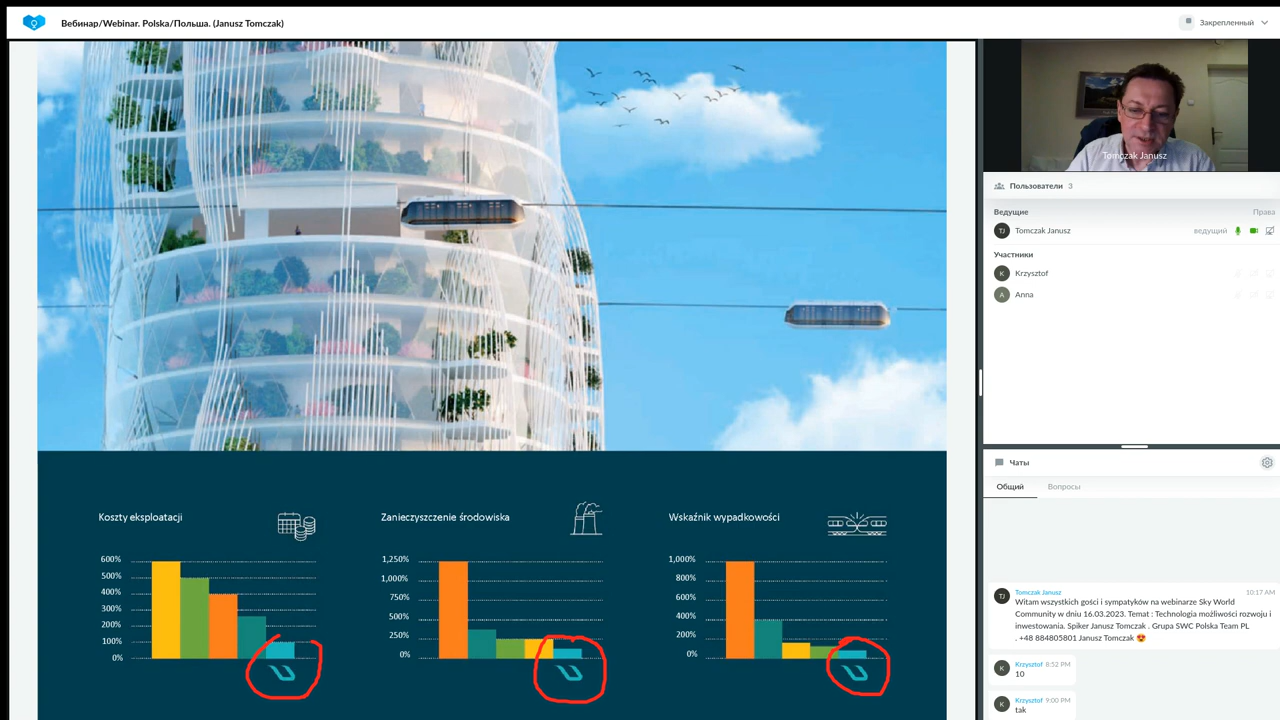 Вебинар/Webinar. Polska/Польша. (Janusz Tomczak)
Закрепленный
Tomczak Janusz
Пользователи 3
Ведущие
Права
TJ
Tomczak Janusz
ведущий
Участники
K
Krzysztof
A
Anna
Чаты
Общий
Вопросы
TJ
Tomczak Janusz
10:17 AM
Witam wszystkich gości i sympatyków na webinarze Sky World
Community w dniu 16.03.2023. Temat : Technologia możliwości rozwoju i
inwestowania. Spiker Janusz Tomczak . Grupa SWC Polska Team PL
. +48 884805801 Janusz Tomczak 😍
K
Krzysztof 8:52 PM
10
K
Krzysztof 9:00 PM
tak
Koszty eksploatacji
600%
500%
400%
300%
200%
100%
0%
Zanieczyszczenie środowiska
1,250%
1,000%
750%
500%
250%
0%
Wskaźnik wypadkowości
1,000%
800%
600%
400%
200%
0%